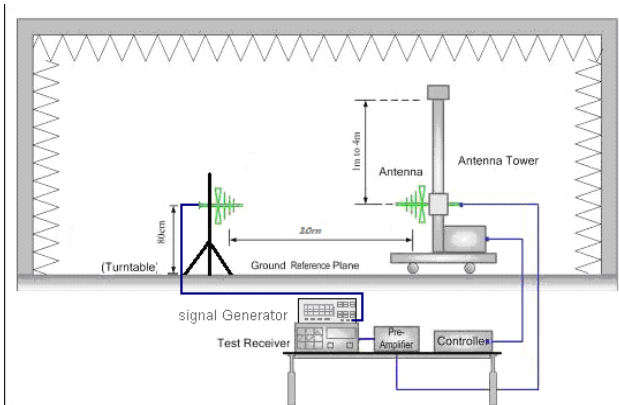 1m to 4m
Antenna
Antenna Tower
80cm
10m
(Turntable)
Ground Reference Plane
signal Generator
Test Receiver
Pre-
Amplifier
Controller